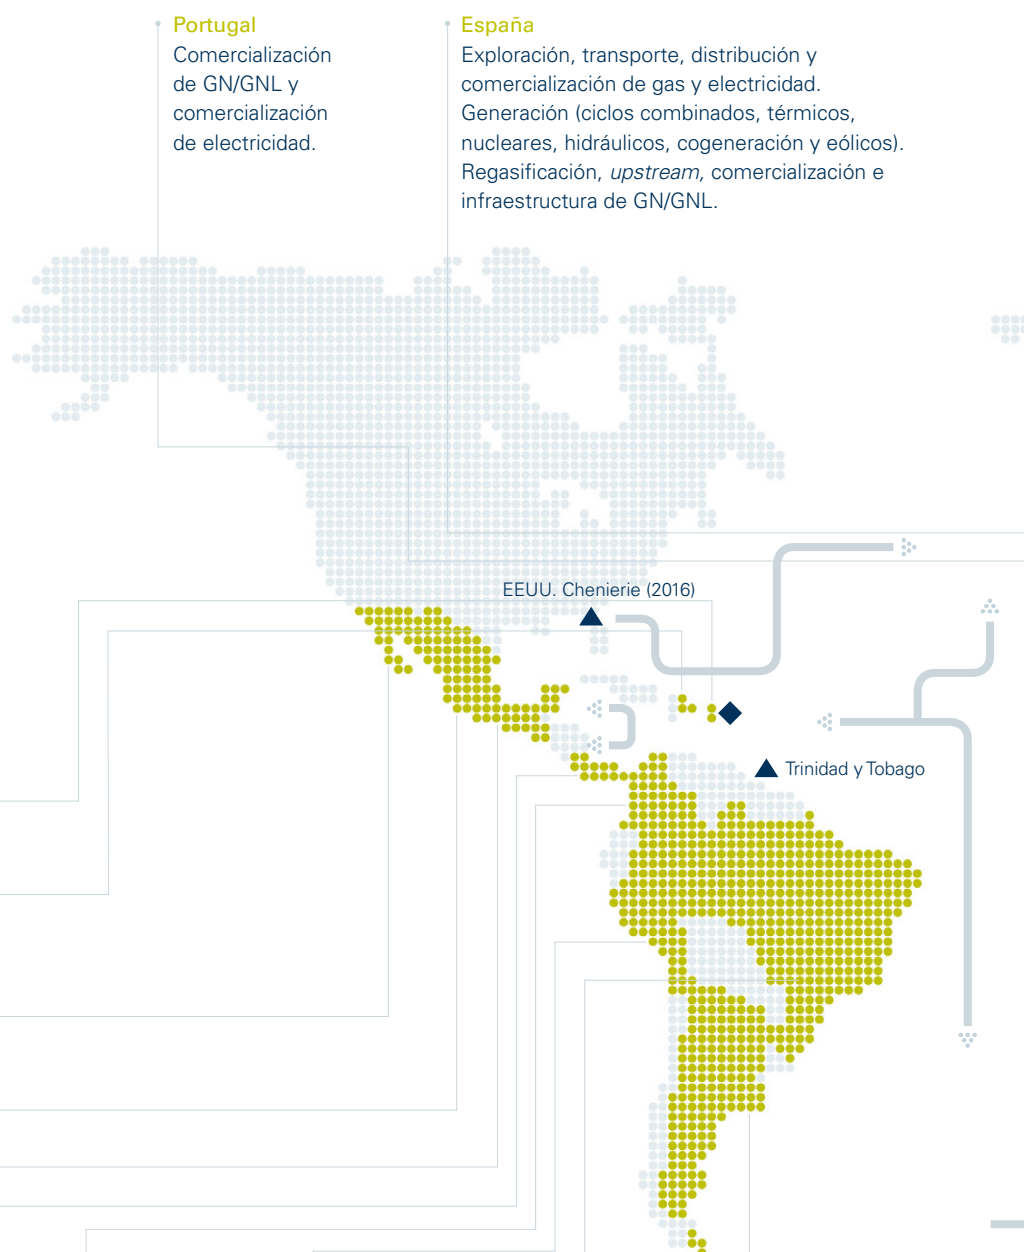 Portugal
Comercialización
de GN/GNL y
comercialización
de electricidad.
España
Exploración, transporte, distribución y
comercialización de gas y electricidad.
Generación (ciclos combinados, térmicos,
nucleares, hidráulicos, cogeneración y eólicos).
Regasificación, upstream, comercialización e
infraestructura de GN/GNL.
EEUU. Chenierie (2016)
Trinidad y Tobago